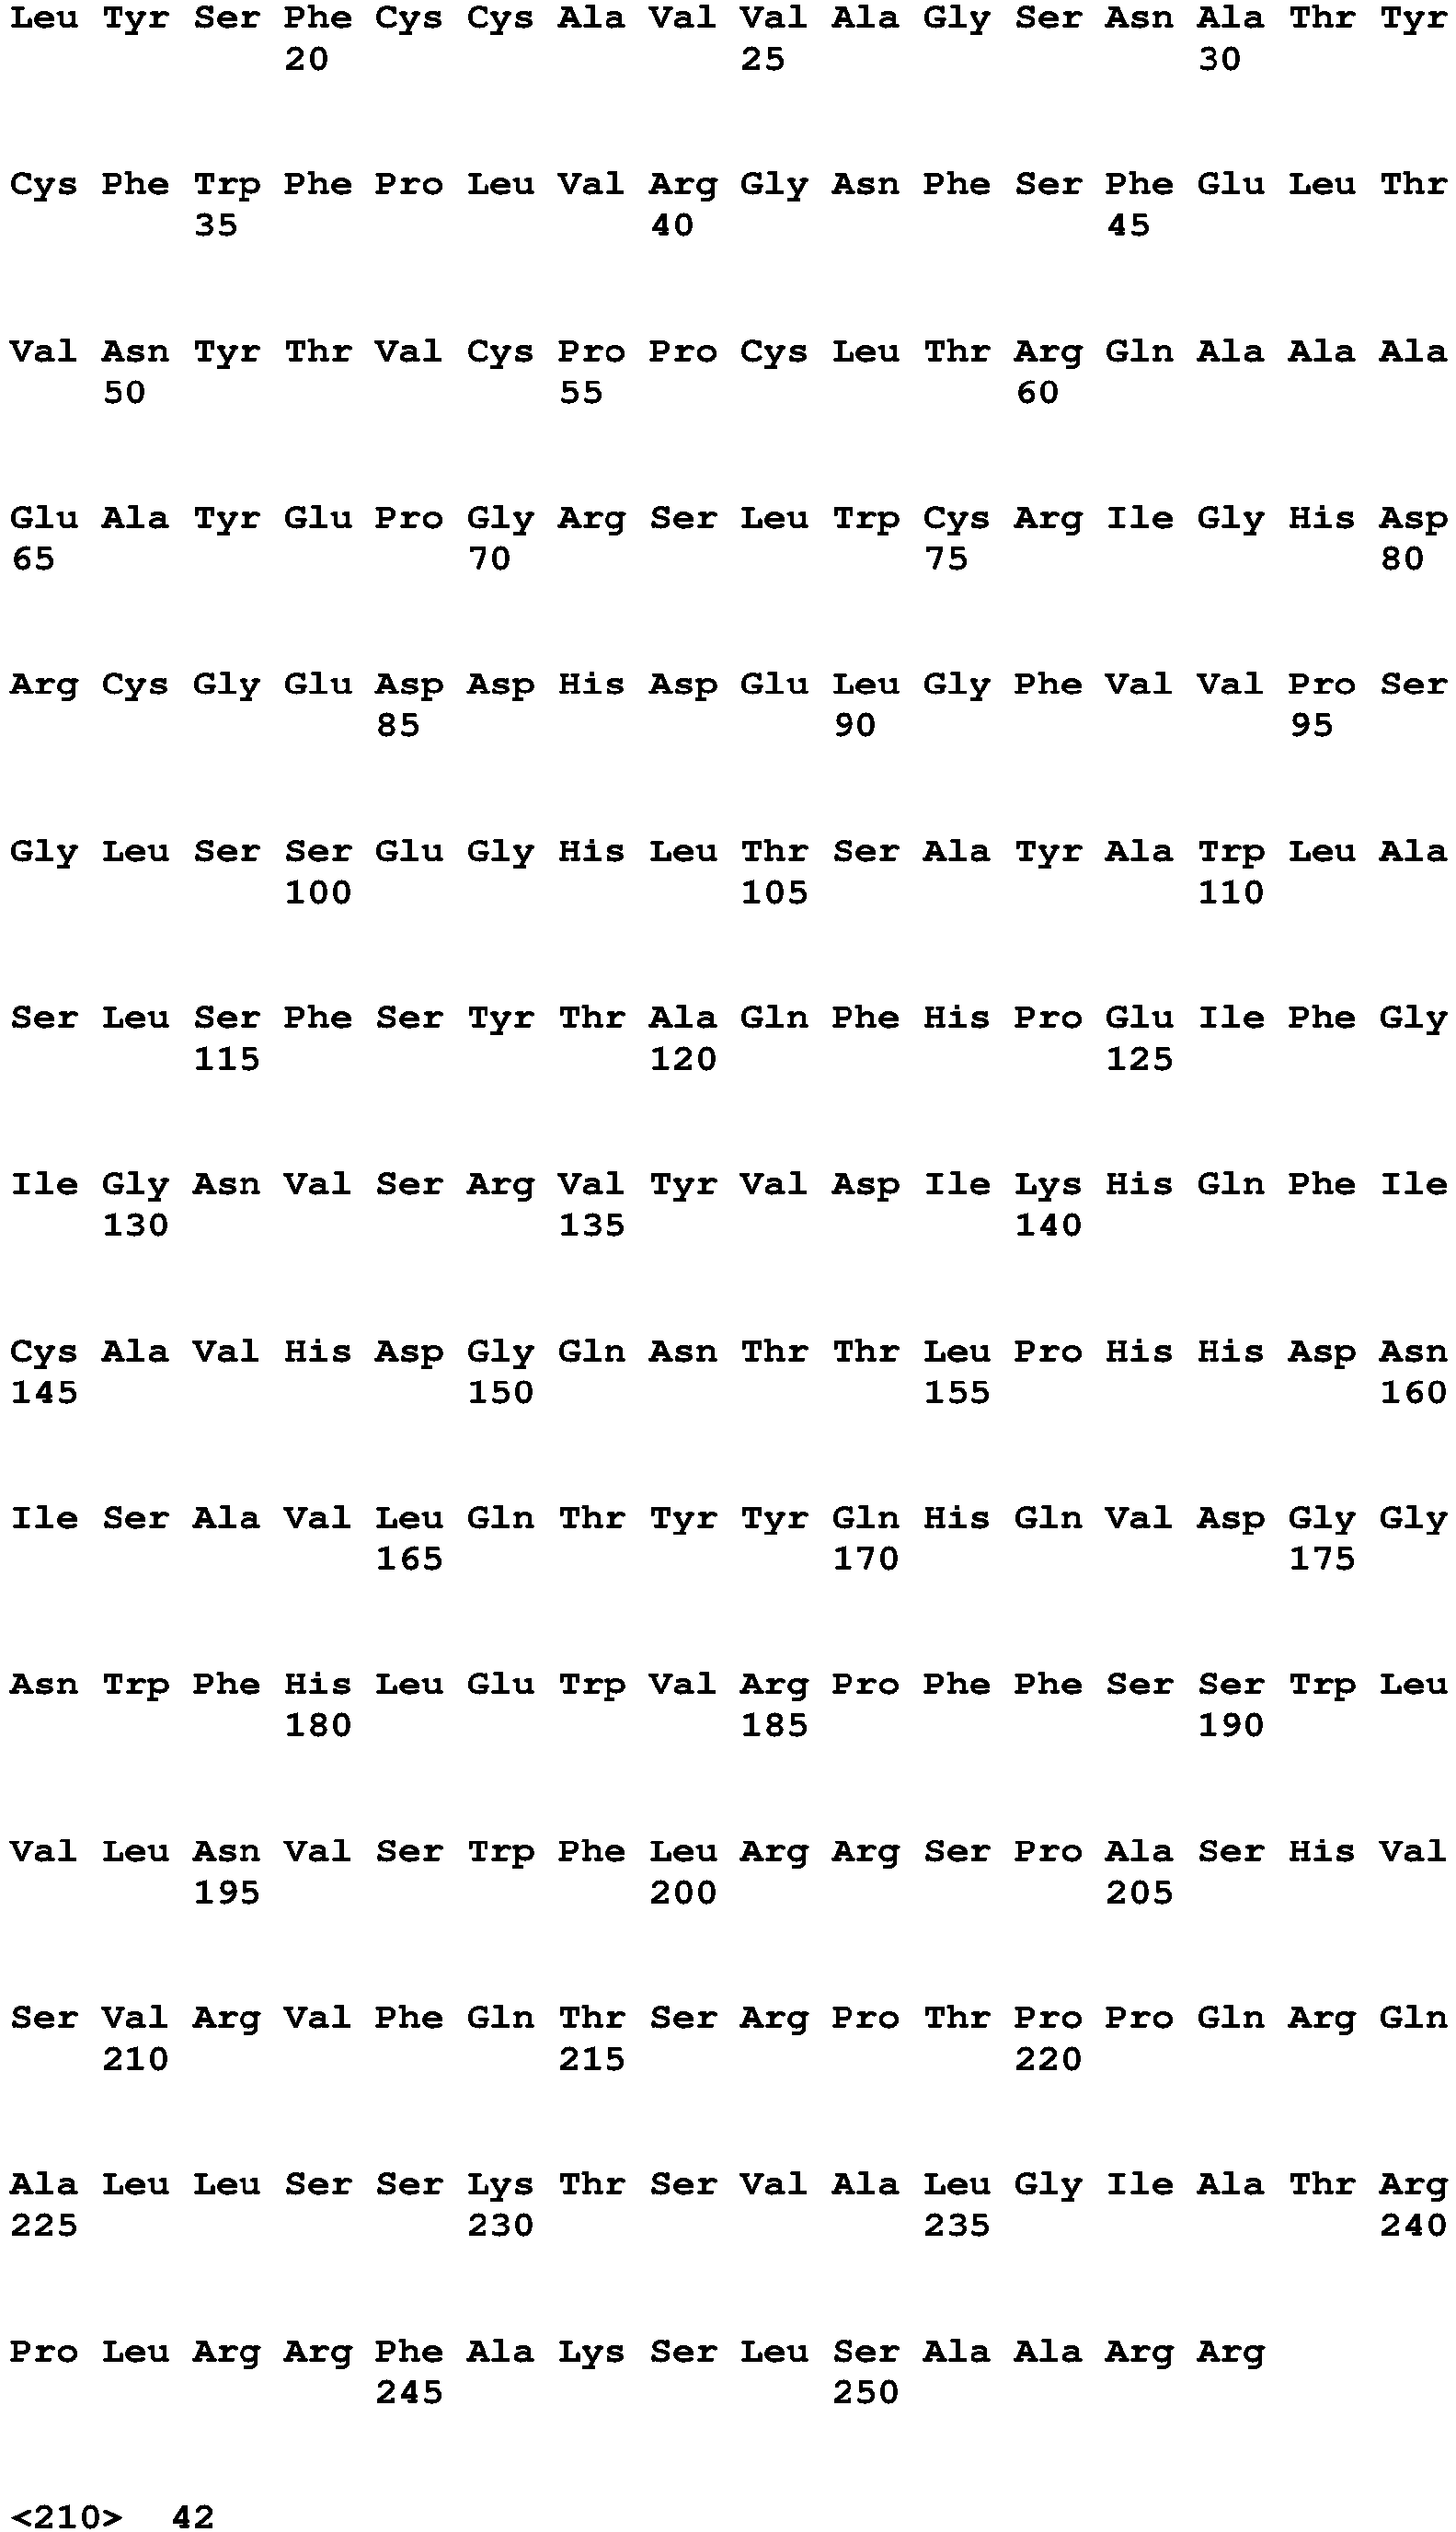 Leu Tyr Ser Phe Cys Cys Ala Val Val Ala Gly Ser Asn Ala Thr Tyr
20 25 30
Cys Phe Trp Phe Pro Leu Val Arg Gly Asn Phe Ser Phe Glu Leu Thr
35 40 45
Val Asn Tyr Thr Val Cys Pro Pro Cys Leu Thr Arg Gln Ala Ala Ala
50 55 60
Glu Ala Tyr Glu Pro Gly Arg Ser Leu Trp Cys Arg Ile Gly His Asp
65 70 75 80
Arg Cys Gly Glu Asp Asp His Asp Glu Leu Gly Phe Val Val Pro Ser
85 90 95
Gly Leu Ser Ser Glu Gly His Leu Thr Ser Ala Tyr Ala Trp Leu Ala
100 105 110
Ser Leu Ser Phe Ser Tyr Thr Ala Gln Phe His Pro Glu Ile Phe Gly
115 120 125
Ile Gly Asn Val Ser Arg Val Tyr Val Asp Ile Lys His Gln Phe Ile
130 135 140
Cys Ala Val His Asp Gly Gln Asn Thr Thr Leu Pro His His Asp Asn
145 150 155 160
Ile Ser Ala Val Leu Gln Thr Tyr Tyr Gln His Gln Val Asp Gly Gly
165 170 175
Asn Trp Phe His Leu Glu Trp Val Arg Pro Phe Phe Ser Ser Trp Leu
180 185 190
Val Leu Asn Val Ser Trp Phe Leu Arg Arg Ser Pro Ala Ser His Val
195 200 205
Ser Val Arg Val Phe Gln Thr Ser Arg Pro Thr Pro Pro Gln Arg Gln
210 215 220
Ala Leu Leu Ser Ser Lys Thr Ser Val Ala Leu Gly Ile Ala Thr Arg
225 230 235 240
Pro Leu Arg Arg Phe Ala Lys Ser Leu Ser Ala Ala Arg Arg
245 250
<210> 42